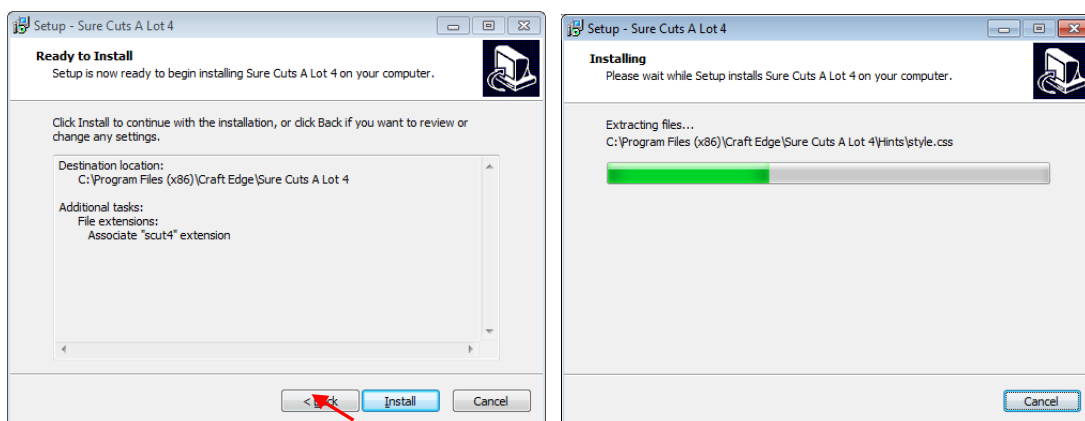 Setup - Sure Cuts A Lot 4
Ready to Install
Setup is now ready to begin installing Sure Cuts A Lot 4 on your computer.
Click Install to continue with the installation, or click Back if you want to review or
change any settings.
Destination location:
C:\Program Files (x86)\Craft Edge\Sure Cuts A Lot 4
Additional tasks:
File extensions:
Associate "scut4" extension
< Back
Install
Cancel
Setup - Sure Cuts A Lot 4
Installing
Please wait while Setup installs Sure Cuts A Lot 4 on your computer.
Extracting files...
C:\Program Files (x86)\Craft Edge\Sure Cuts A Lot 4\Hints\style.css
Cancel